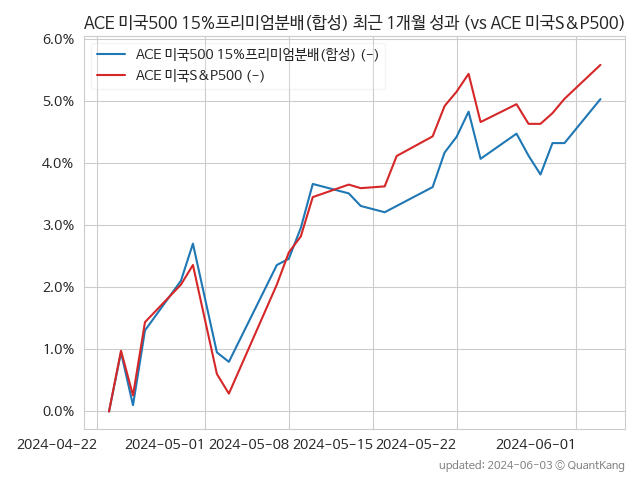 ACE 미국500 15%프리미엄분배(합성) 최근 1개월 성과 (vs ACE 미국S&P500)
6.0%
ACE 미국500 15%프리미엄분배(합성) (-)
ACE 미국S&P500 (-)
5.0%
4.0%
3.0%
2.0%
1.0%
0.0%
2024-04-22 2024-05-01 2024-05-08 2024-05-15 2024-05-22 2024-06-01
updated: 2024-06-03 © QuantKang